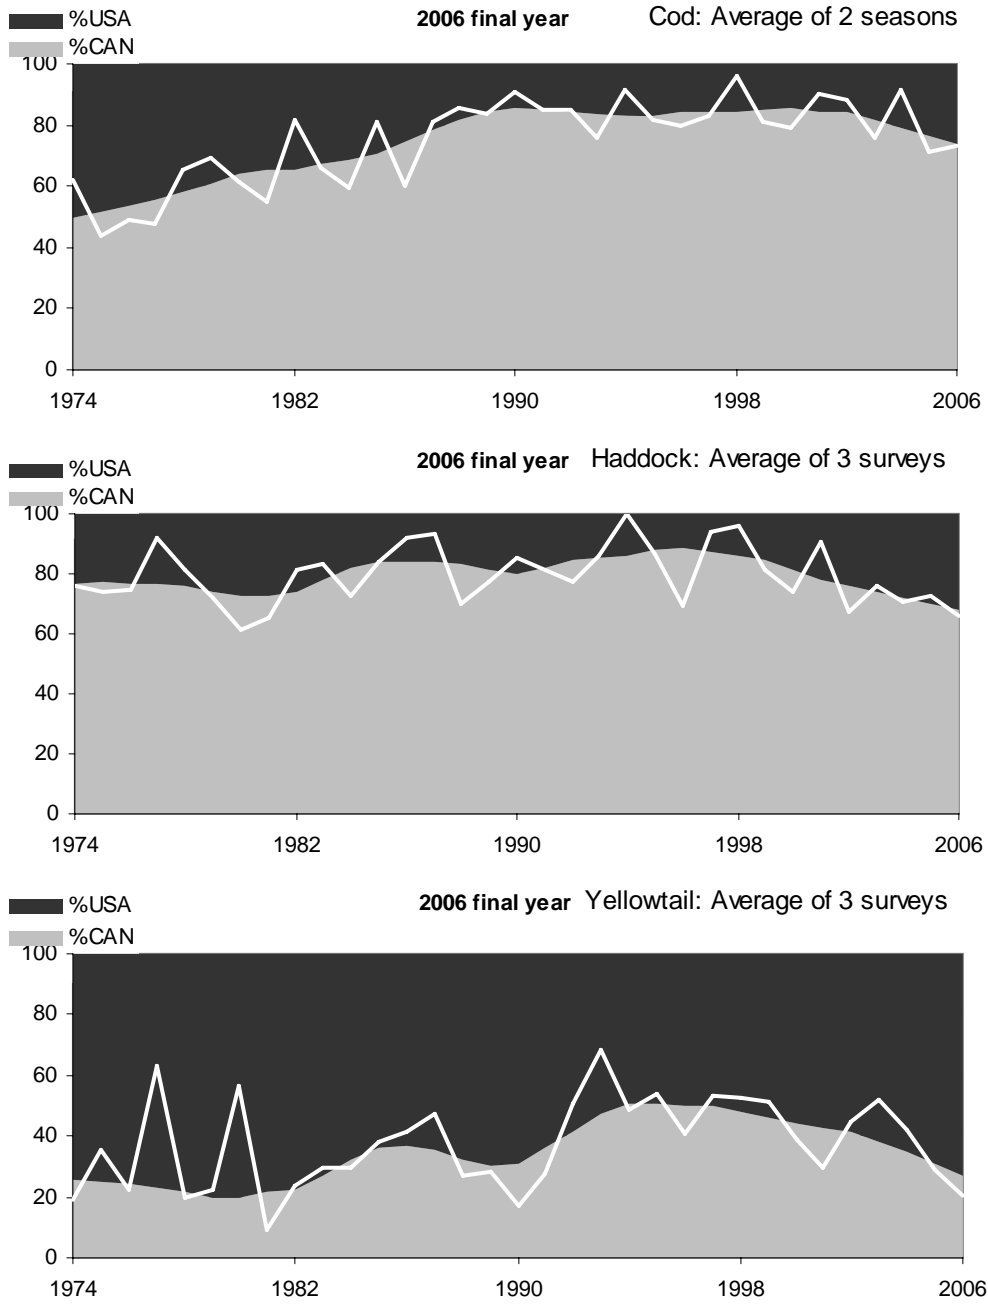 %USA 2006 final year Cod: Average of 2 seasons
%CAN
100
80
60
40
20
0
1974 1982 1990 1998 2006
%USA 2006 final year Haddock: Average of 3 surveys
%CAN
100
80
60
40
20
0
1974 1982 1990 1998 2006
%USA 2006 final year Yellowtail: Average of 3 surveys
%CAN
100
80
60
40
20
0
1974 1982 1990 1998 2006